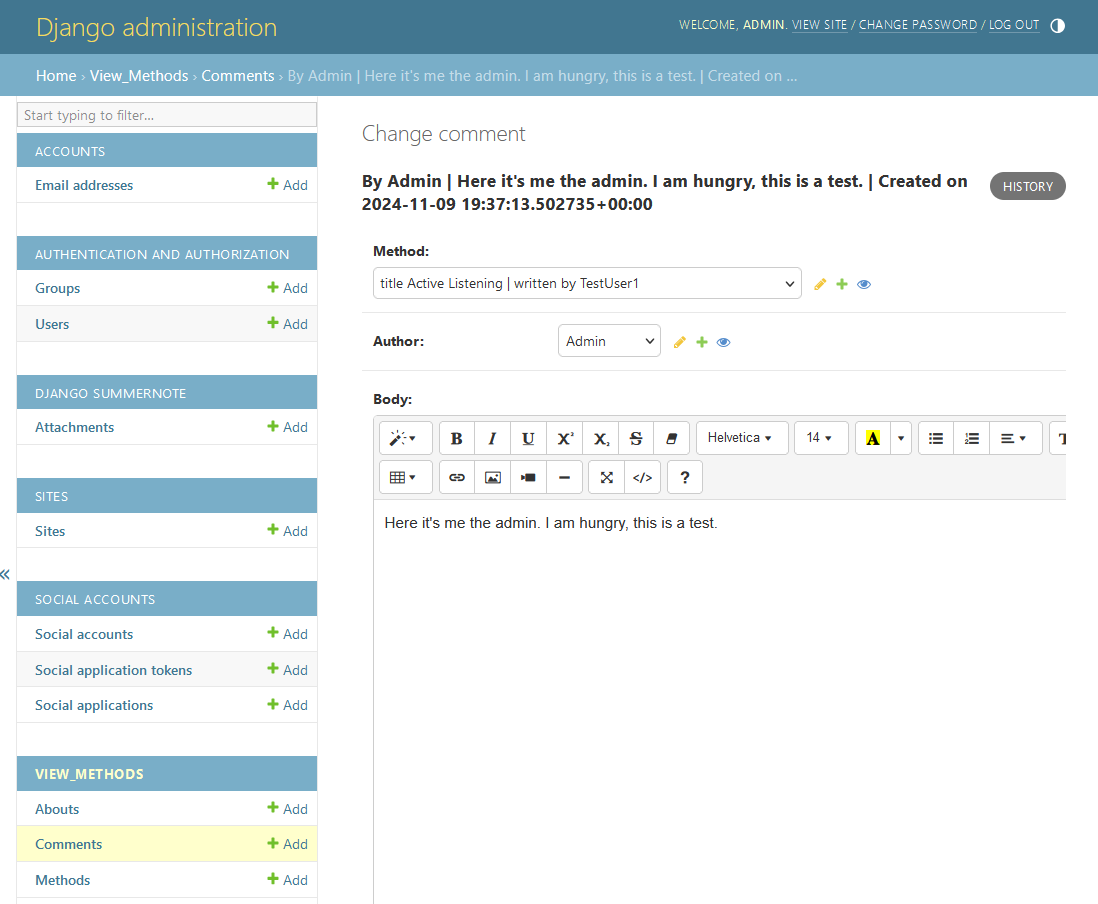 Django administration
WELCOME, ADMIN. VIEW SITE / CHANGE PASSWORD / LOG OUT
Home › View_Methods › Comments › By Admin | Here it's me the admin. I am hungry, this is a test. | Created on …
Start typing to filter...
ACCOUNTS
Email addresses
Add
AUTHENTICATION AND AUTHORIZATION
Groups
Add
Users
Add
DJANGO SUMMERNOTE
Attachments
Add
SITES
Sites
Add
«
SOCIAL ACCOUNTS
Social accounts
Add
Social application tokens
Add
Social applications
Add
VIEW_METHODS
Abouts
Add
Comments
Add
Methods
Add
Change comment
By Admin | Here it's me the admin. I am hungry, this is a test. | Created on
2024-11-09 19:37:13.502735+00:00
HISTORY
Method:
title Active Listening | written by TestUser1
Author:
Admin
Body:
B I U X² X, S Helvetica 14 A T
</> ?
Here it's me the admin. I am hungry, this is a test.